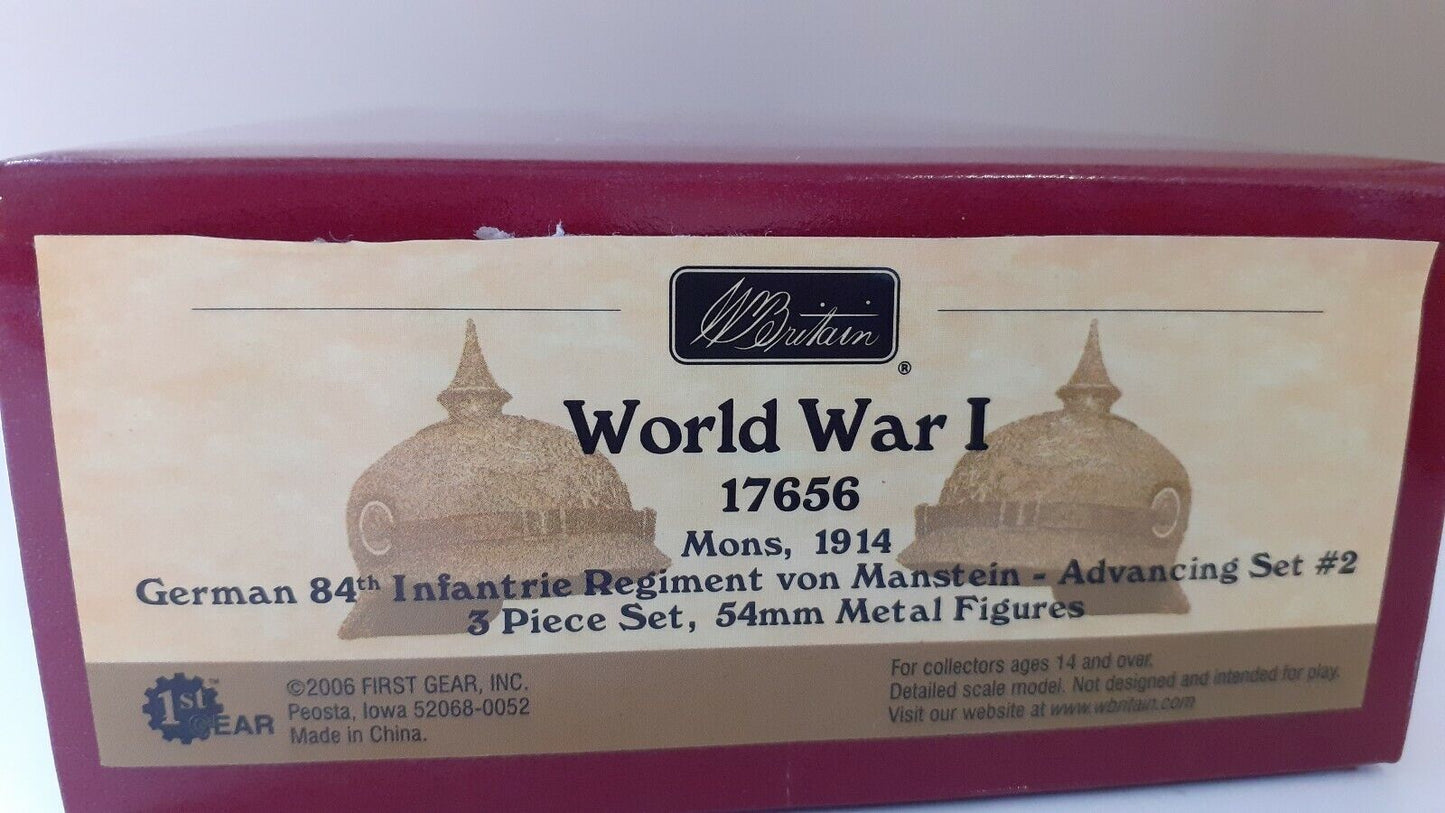 WBritain
®
World War I
17656
Mons, 1914
German 84th Infantrie Regiment von Manstein - Advancing Set #2
3 Piece Set, 54mm Metal Figures
1st GEAR ™
©2006 FIRST GEAR, INC.
Peosta, Iowa 52068-0052
Made in China.
For collectors ages 14 and over.
Detailed scale model. Not designed and intended for play.
Visit our website at www.wbritain.com